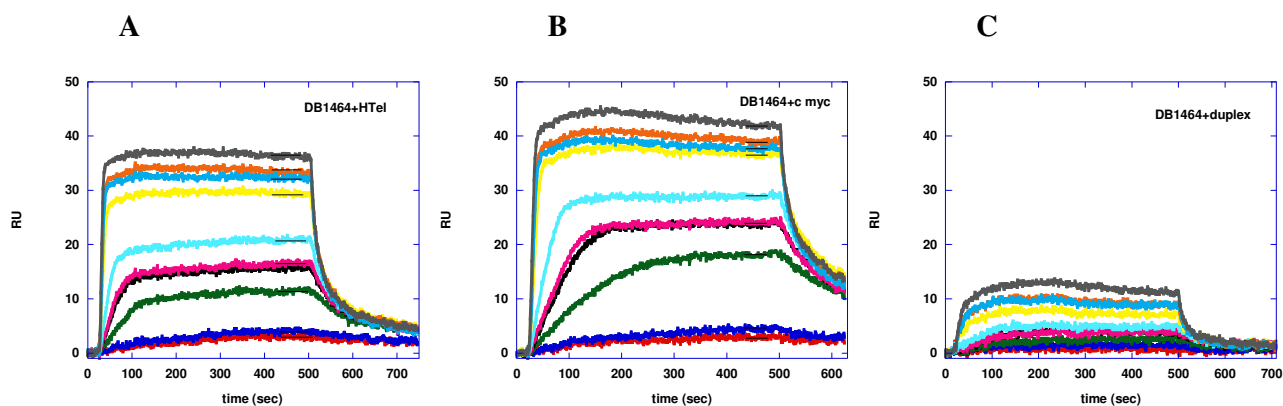 A B C
50 50 50
DB1464+HTel DB1464+c myc DB1464+duplex
40 40 40
30 30 30
RU RU RU
20 20 20
10 10 10
0 0 0
0 100 200 300 400 500 600 700 0 100 200 300 400 500 600 0 100 200 300 400 500 600 700
time (sec) time (sec) time (sec)